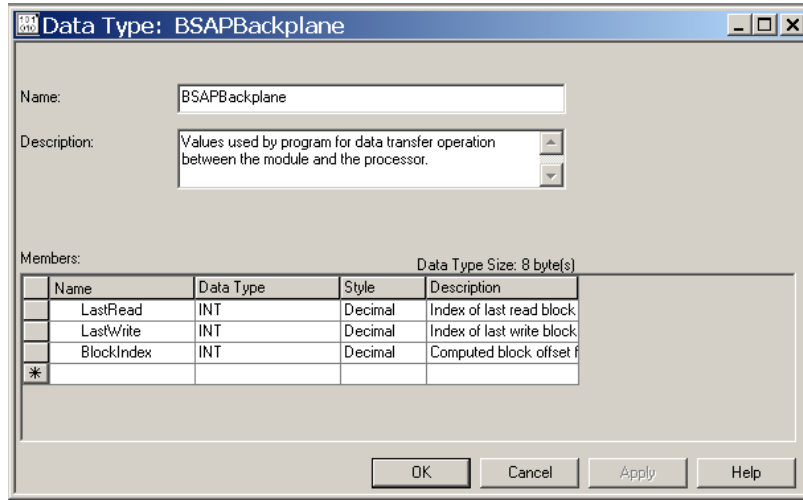 Data Type: BSAPBackplane
Name:
BSAPBackplane
Description:
Values used by program for data transfer operation
between the module and the processor.
Members:
Data Type Size: 8 byte(s)
Name Data Type Style Description
LastRead INT Decimal Index of last read block
LastWrite INT Decimal Index of last write block
BlockIndex INT Decimal Computed block offset f
OK Cancel Apply Help